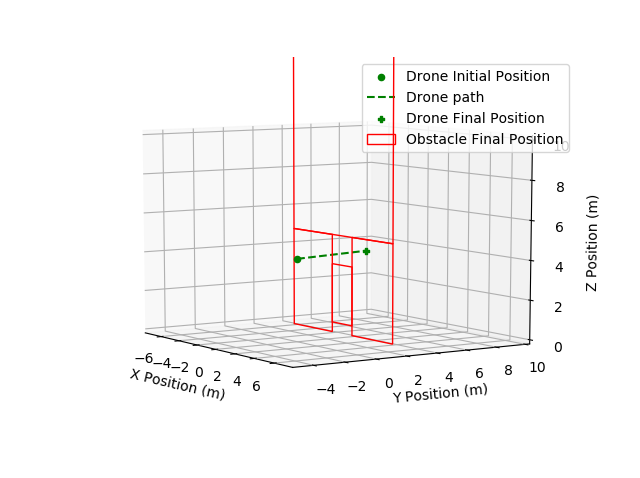 Drone Initial Position
Drone path
Drone Final Position
Obstacle Final Position
10
8
6
4
2
0
Z Position (m)
−6 −4 −2 0 2 4 6
X Position (m)
−4 −2 0 2 4 6 8 10
Y Position (m)